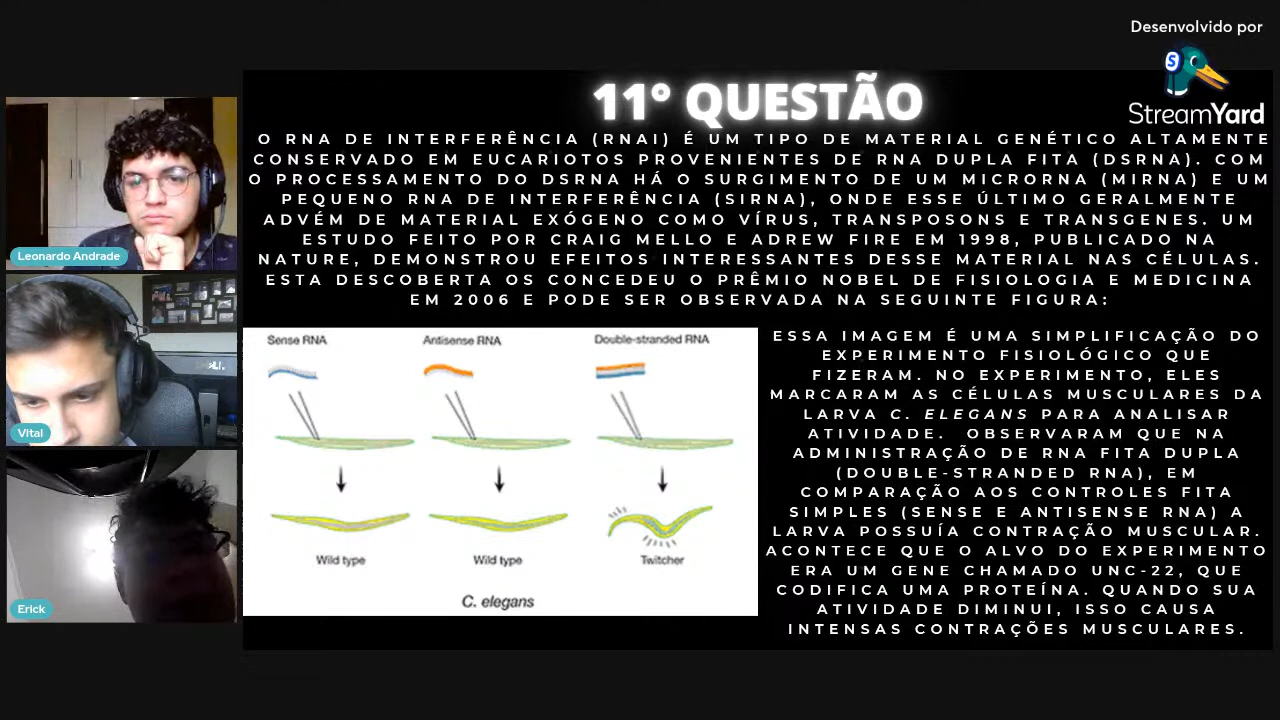 Desenvolvido por
StreamYard
11° QUESTÃO
O RNA DE INTERFERÊNCIA (RNAI) É UM TIPO DE MATERIAL GENÉTICO ALTAMENTE
CONSERVADO EM EUCARIOTOS PROVENIENTES DE RNA DUPLA FITA (DSRNA). COM
O PROCESSAMENTO DO DSRNA HÁ O SURGIMENTO DE UM MICRORNA (MIRNA) E UM
PEQUENO RNA DE INTERFERÊNCIA (SIRNA), ONDE ESSE ÚLTIMO GERALMENTE
ADVÉM DE MATERIAL EXÓGENO COMO VÍRUS, TRANSPOSONS E TRANSGENES. UM
ESTUDO FEITO POR CRAIG MELLO E ADREW FIRE EM 1998, PUBLICADO NA
NATURE, DEMONSTROU EFEITOS INTERESSANTES DESSE MATERIAL NAS CÉLULAS.
ESTA DESCOBERTA OS CONCEDEU O PRÊMIO NOBEL DE FISIOLOGIA E MEDICINA
EM 2006 E PODE SER OBSERVADA NA SEGUINTE FIGURA:
Sense RNA
Antisense RNA
Double-stranded RNA
Wild type
Wild type
Twitcher
C. elegans
ESSA IMAGEM É UMA SIMPLIFICAÇÃO DO
EXPERIMENTO FISIOLÓGICO QUE
FIZERAM. NO EXPERIMENTO, ELES
MARCARAM AS CÉLULAS MUSCULARES DA
LARVA C. ELEGANS PARA ANALISAR
ATIVIDADE. OBSERVARAM QUE NA
ADMINISTRAÇÃO DE RNA FITA DUPLA
(DOUBLE-STRANDED RNA), EM
COMPARAÇÃO AOS CONTROLES FITA
SIMPLES (SENSE E ANTISENSE RNA) A
LARVA POSSUÍA CONTRAÇÃO MUSCULAR.
ACONTECE QUE O ALVO DO EXPERIMENTO
ERA UM GENE CHAMADO UNC-22, QUE
CODIFICA UMA PROTEÍNA. QUANDO SUA
ATIVIDADE DIMINUI, ISSO CAUSA
INTENSAS CONTRAÇÕES MUSCULARES.
Leonardo Andrade
Vital
Erick